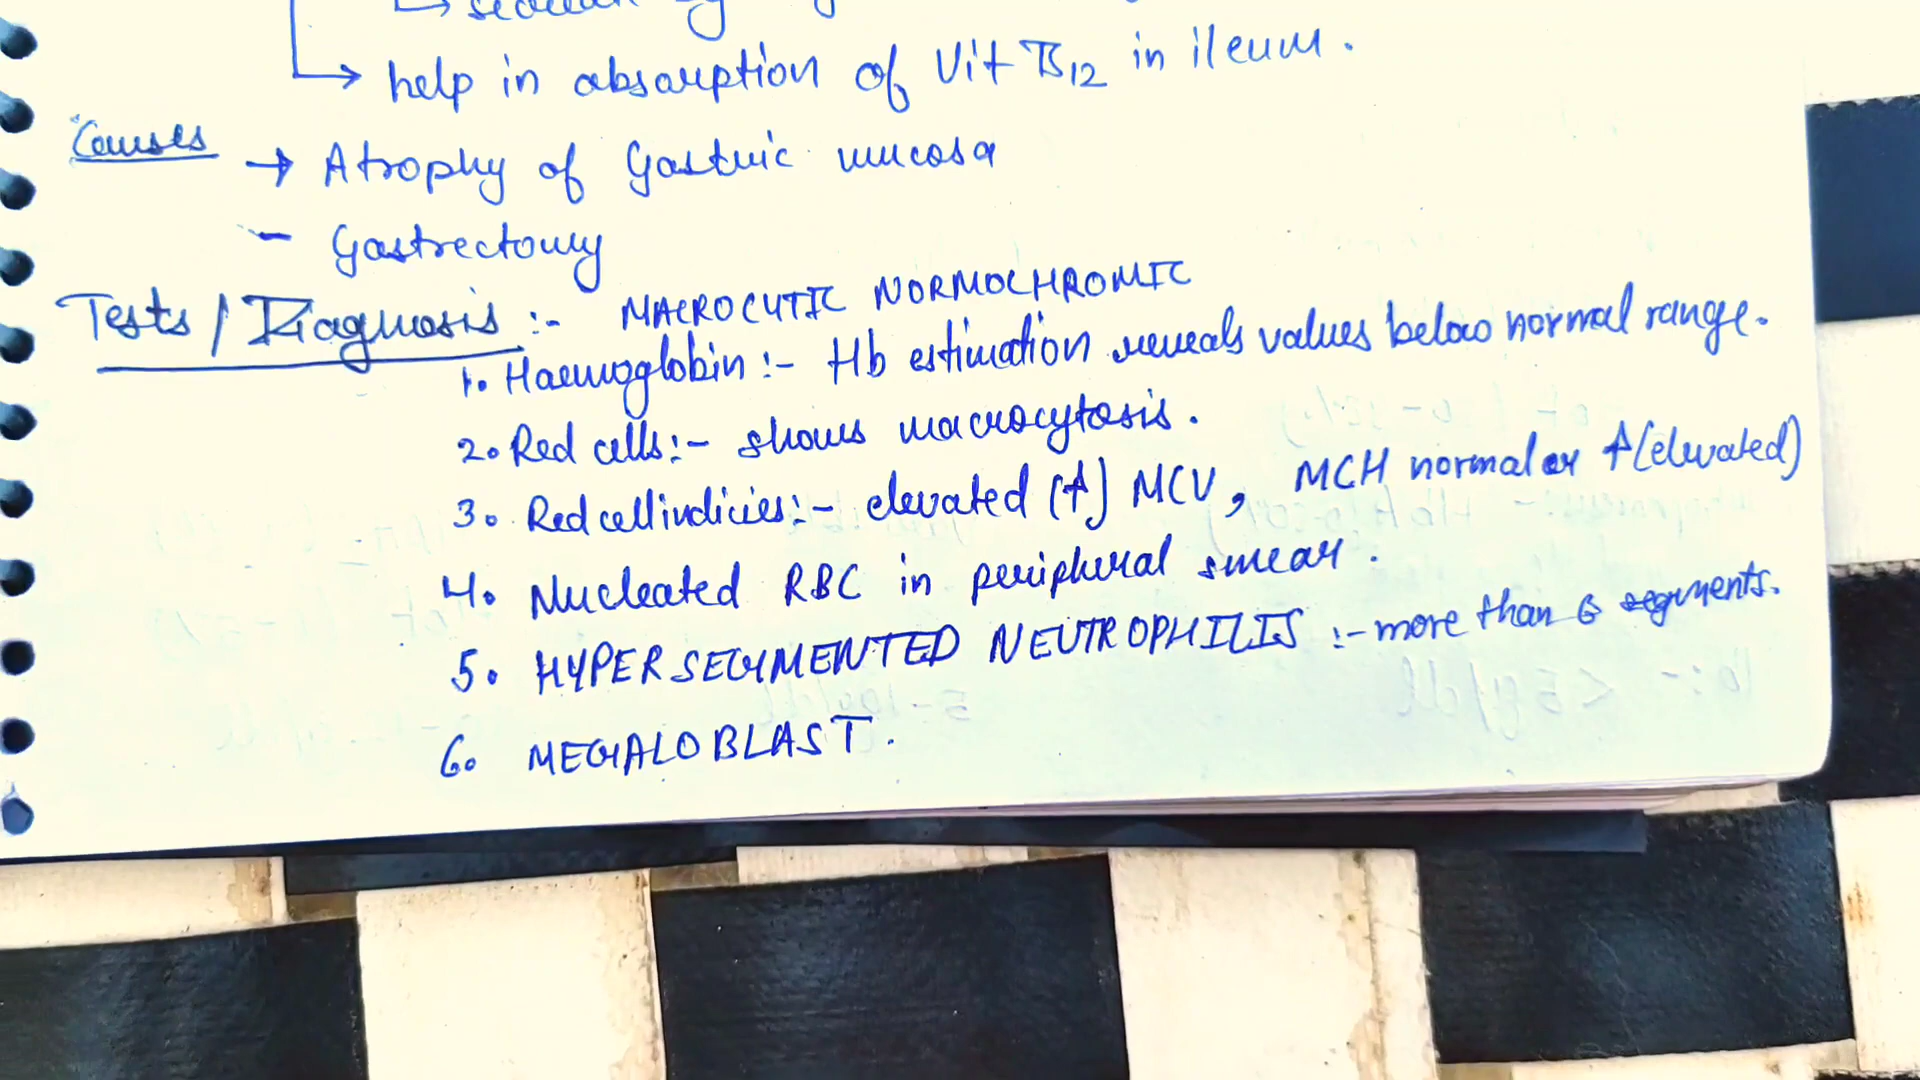 help in absorption of Vit B12 in ileum.
Causes → Atrophy of Gastric mucosa
- Gastrectomy
Tests / Diagnosis :- MACROCYTIC NORMOCHROMIC
1. Haemoglobin :- Hb estimation reveals values below normal range.
2. Red cells :- shows macrocytosis.
3. Red cell indicies :- elevated (↑) MCV, MCH normal or ↑(elevated)
4. Nucleated RBC in peripheral smear.
5. HYPERSEGMENTED NEUTROPHILIS :- more than 6 segments.
6. MEGALOBLAST.